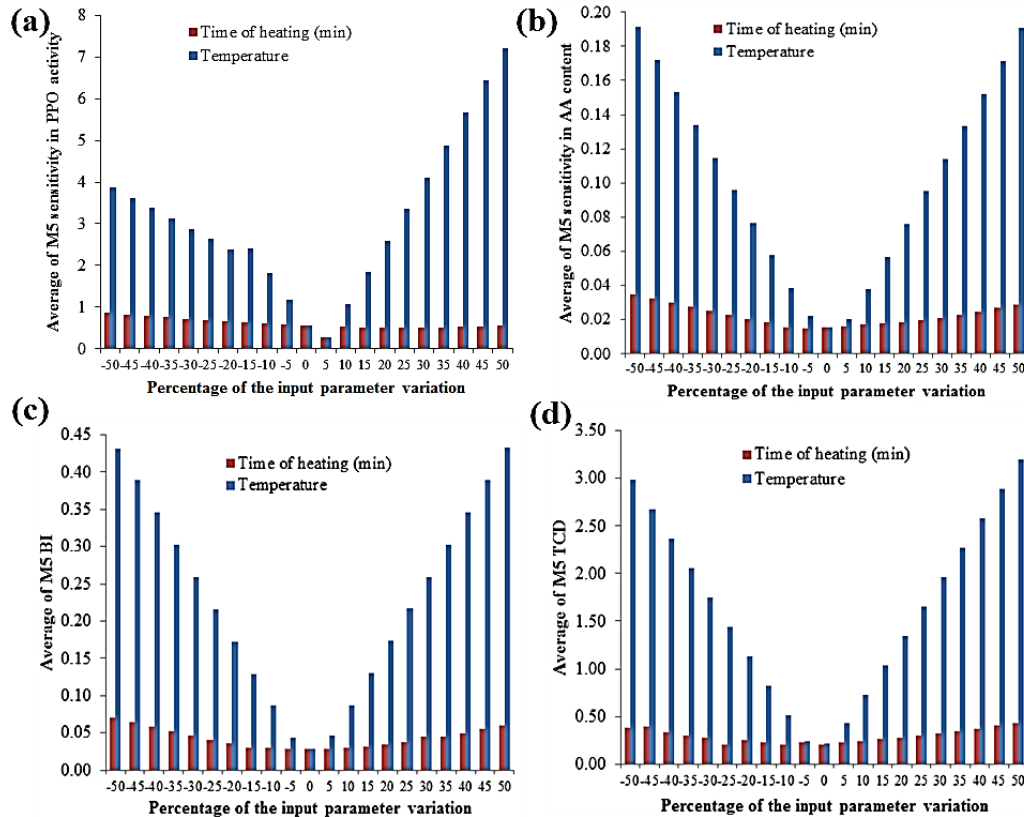 (a)
Average of M5 sensitivity in PPO activity
8
7
6
5
4
3
2
1
0
Time of heating (min)
Temperature
-50 -45 -40 -35 -30 -25 -20 -15 -10 -5 0 5 10 15 20 25 30 35 40 45 50
Percentage of the input parameter variation
(b)
Average of M5 sensitivity in AA content
0.20
0.18
0.16
0.14
0.12
0.10
0.08
0.06
0.04
0.02
0.00
Time of heating (min)
Temperature
-50 -45 -40 -35 -30 -25 -20 -15 -10 -5 0 5 10 15 20 25 30 35 40 45 50
Percentage of the input parameter variation
(c)
Average of M5 BI
0.45
0.40
0.35
0.30
0.25
0.20
0.15
0.10
0.05
0.00
Time of heating (min)
Temperature
-50 -45 -40 -35 -30 -25 -20 -15 -10 -5 0 5 10 15 20 25 30 35 40 45 50
Percentage of the input parameter variation
(d)
Average of M5 TCD
3.50
3.00
2.50
2.00
1.50
1.00
0.50
0.00
Time of heating (min)
Temperature
-50 -45 -40 -35 -30 -25 -20 -15 -10 -5 0 5 10 15 20 25 30 35 40 45 50
Percentage of the input parameter variation